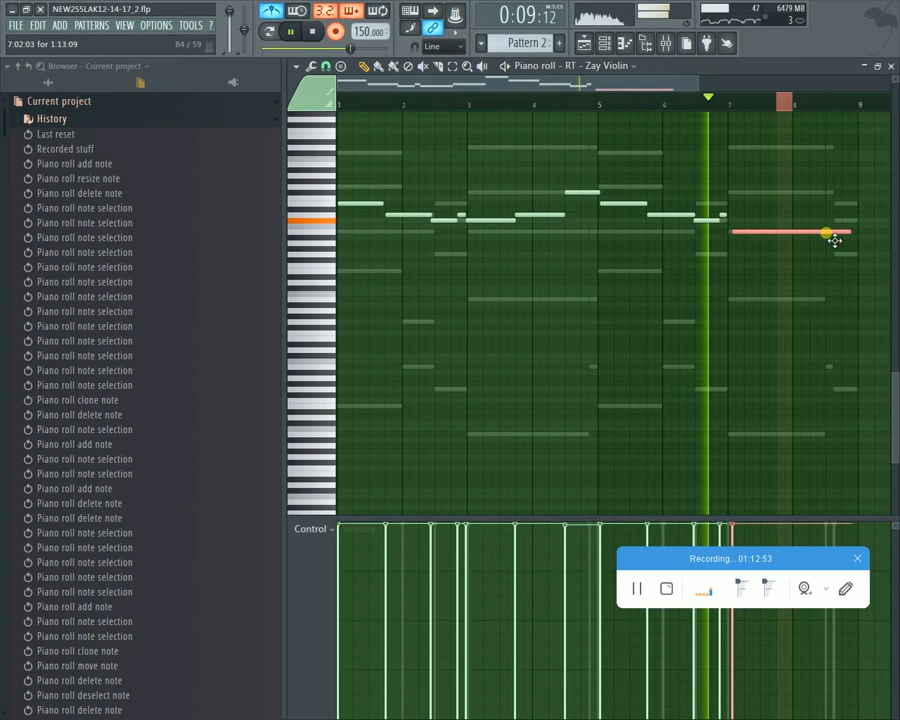 NEW255LAK12-14-17_2.flp
FILE EDIT ADD PATTERNS VIEW OPTIONS TOOLS ?
7:02:03 for 1:13:09 B4 / 59
3.2
150.000
Line
0:09:12
M:S:CS
Pattern 2
47
6479 MB
3
Browser - Current project
Piano roll - RT - Zay Violin
1 2 3 4 5 6 7 8 9
Current project
History
Last reset
Recorded stuff
Piano roll add note
Piano roll resize note
Piano roll delete note
Piano roll note selection
Piano roll note selection
Piano roll note selection
Piano roll note selection
Piano roll note selection
Piano roll note selection
Piano roll note selection
Piano roll note selection
Piano roll note selection
Piano roll note selection
Piano roll note selection
Piano roll note selection
Piano roll note selection
Piano roll clone note
Piano roll delete note
Piano roll note selection
Piano roll delete note
Piano roll note selection
Piano roll note selection
Piano roll add note
Piano roll delete note
Piano roll delete note
Piano roll note selection
Piano roll note selection
Piano roll note selection
Piano roll note selection
Piano roll note selection
Piano roll add note
Piano roll note selection
Piano roll note selection
Piano roll clone note
Piano roll move note
Piano roll delete note
Piano roll deselect note
Piano roll delete note
Control
Recording... 01:12:53